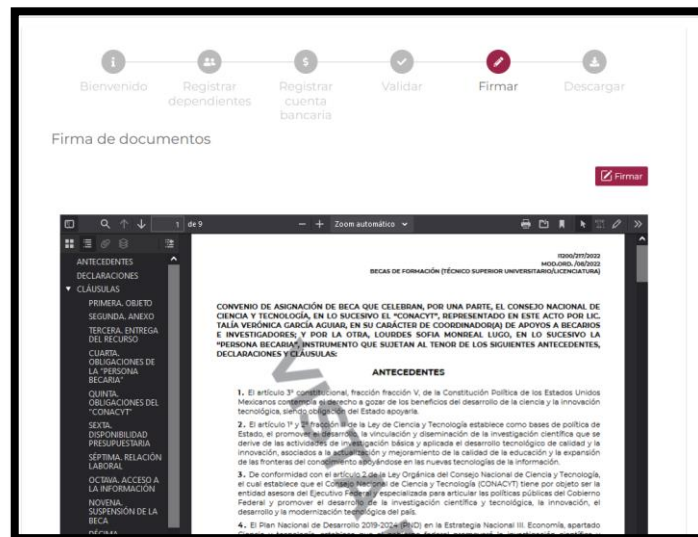 Bienvenido
Registrar
dependientes
Registrar
cuenta
bancaria
Validar
Firmar
Descargar
Firma de documentos
Firmar
1 de 9
Zoom automático
ANTECEDENTES
DECLARACIONES
CLÁUSULAS
PRIMERA. OBJETO
SEGUNDA. ANEXO
TERCERA. ENTREGA
DEL RECURSO
CUARTA.
OBLIGACIONES DE
LA "PERSONA
BECARIA"
QUINTA.
OBLIGACIONES DEL
"CONACYT"
SEXTA.
DISPONIBILIDAD
PRESUPUESTARIA
SÉPTIMA. RELACIÓN
LABORAL
OCTAVA. ACCESO A
LA INFORMACIÓN
NOVENA.
SUSPENSIÓN DE LA
BECA
DÉCIMA
I1200/217/2022
MOD.ORD. /08/2022
BECAS DE FORMACIÓN (TÉCNICO SUPERIOR UNIVERSITARIO/LICENCIATURA)
CONVENIO DE ASIGNACIÓN DE BECA QUE CELEBRAN, POR UNA PARTE, EL CONSEJO NACIONAL DE
CIENCIA Y TECNOLOGÍA, EN LO SUCESIVO EL "CONACYT", REPRESENTADO EN ESTE ACTO POR LIC.
TALÍA VERÓNICA GARCÍA AGUIAR, EN SU CARÁCTER DE COORDINADOR(A) DE APOYOS A BECARIOS
E INVESTIGADORES; Y POR LA OTRA, LOURDES SOFIA MONREAL LUGO, EN LO SUCESIVO LA
"PERSONA BECARIA", INSTRUMENTO QUE SUJETAN AL TENOR DE LOS SIGUIENTES ANTECEDENTES,
DECLARACIONES Y CLÁUSULAS:
ANTECEDENTES
1. El artículo 3° constitucional, fracción fracción V, de la Constitución Política de los Estados Unidos
Mexicanos contempla el derecho a gozar de los beneficios del desarrollo de la ciencia y la innovación
tecnológica, siendo obligación del Estado apoyarla.
2. El artículo 1° y 2° fracción II de la Ley de Ciencia y Tecnología establece como bases de política de
Estado, el promover el desarrollo, la vinculación y diseminación de la investigación científica que se
derive de las actividades de investigación básica y aplicada el desarrollo tecnológico de calidad y la
innovación, asociados a la actualización y mejoramiento de la calidad de la educación y la expansión
de las fronteras del conocimiento apoyándose en las nuevas tecnologías de la información.
3. De conformidad con el artículo 2 de la Ley Orgánica del Consejo Nacional de Ciencia y Tecnología,
el cual establece que el Consejo Nacional de Ciencia y Tecnología (CONACYT) tiene por objeto ser la
entidad asesora del Ejecutivo Federal y especializada para articular las políticas públicas del Gobierno
Federal y promover el desarrollo de la investigación científica y tecnológica, la innovación, el
desarrollo y la modernización tecnológica del país.
4. El Plan Nacional de Desarrollo 2019-2024 (PND) en la Estrategia Nacional III. Economía, apartado